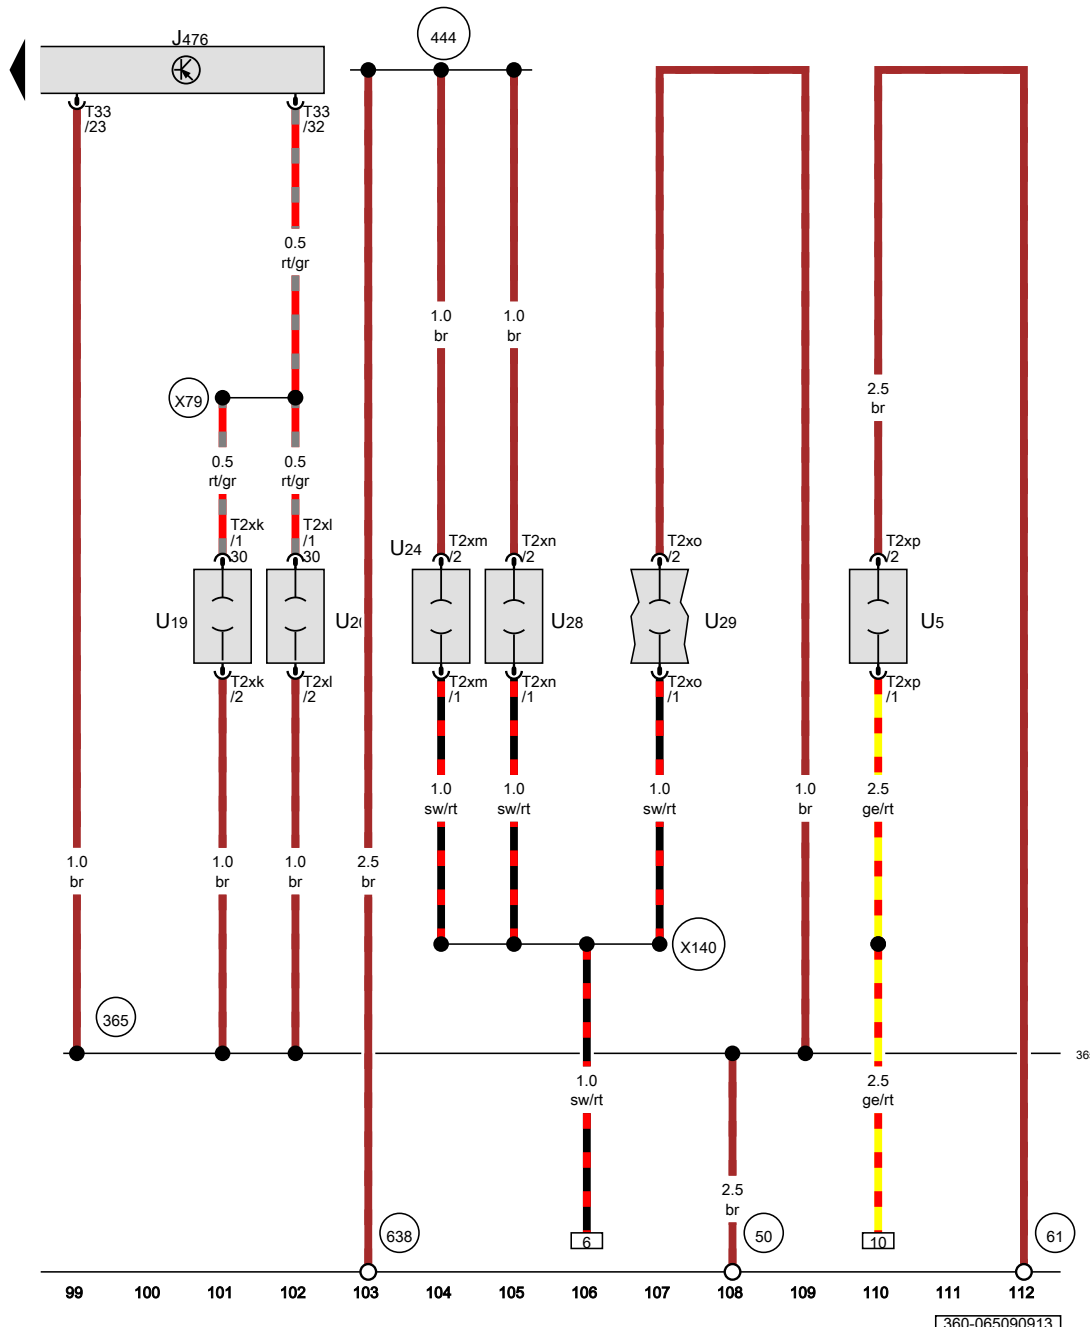 J476
444
T33
/23
T33
/32
0.5
rt/gr
1.0
br
1.0
br
2.5
br
X79
0.5
rt/gr
0.5
rt/gr
T2xk
/1
30
T2xl
/1
30
U24
T2xm
/2
T2xn
/2
T2xo
/2
T2xp
/2
U19
U28
U29
U5
T2xk
/2
T2xl
/2
T2xm
/1
T2xn
/1
T2xo
/1
T2xp
/1
1.0
sw/rt
1.0
sw/rt
1.0
sw/rt
1.0
br
2.5
ge/rt
1.0
br
1.0
br
1.0
br
2.5
br
X140
365
36
1.0
sw/rt
2.5
ge/rt
2.5
br
638
6
50
10
61
99 100 101 102 103 104 105 106 107 108 109 110 111 112
360-065090913